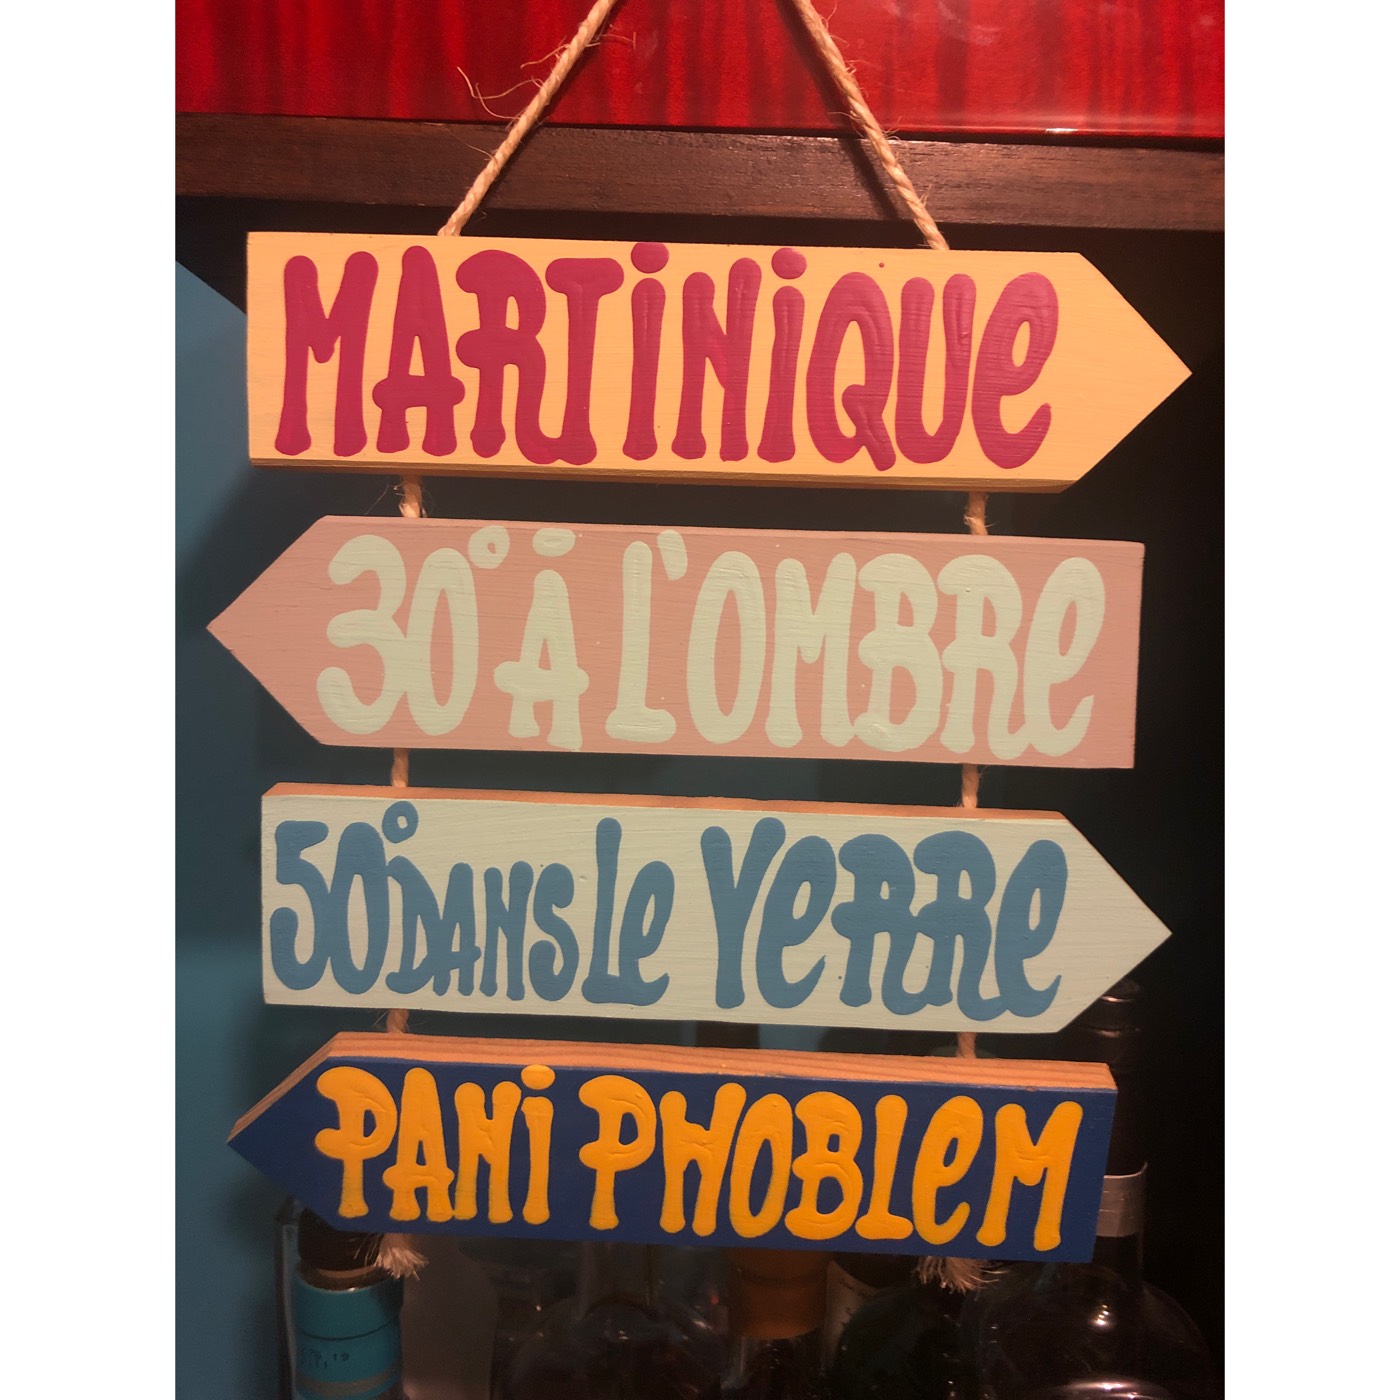 MARTiNiQUe
30° À L'OMBRe
50° DANS Le VeRRe
PANi PWOBLeM